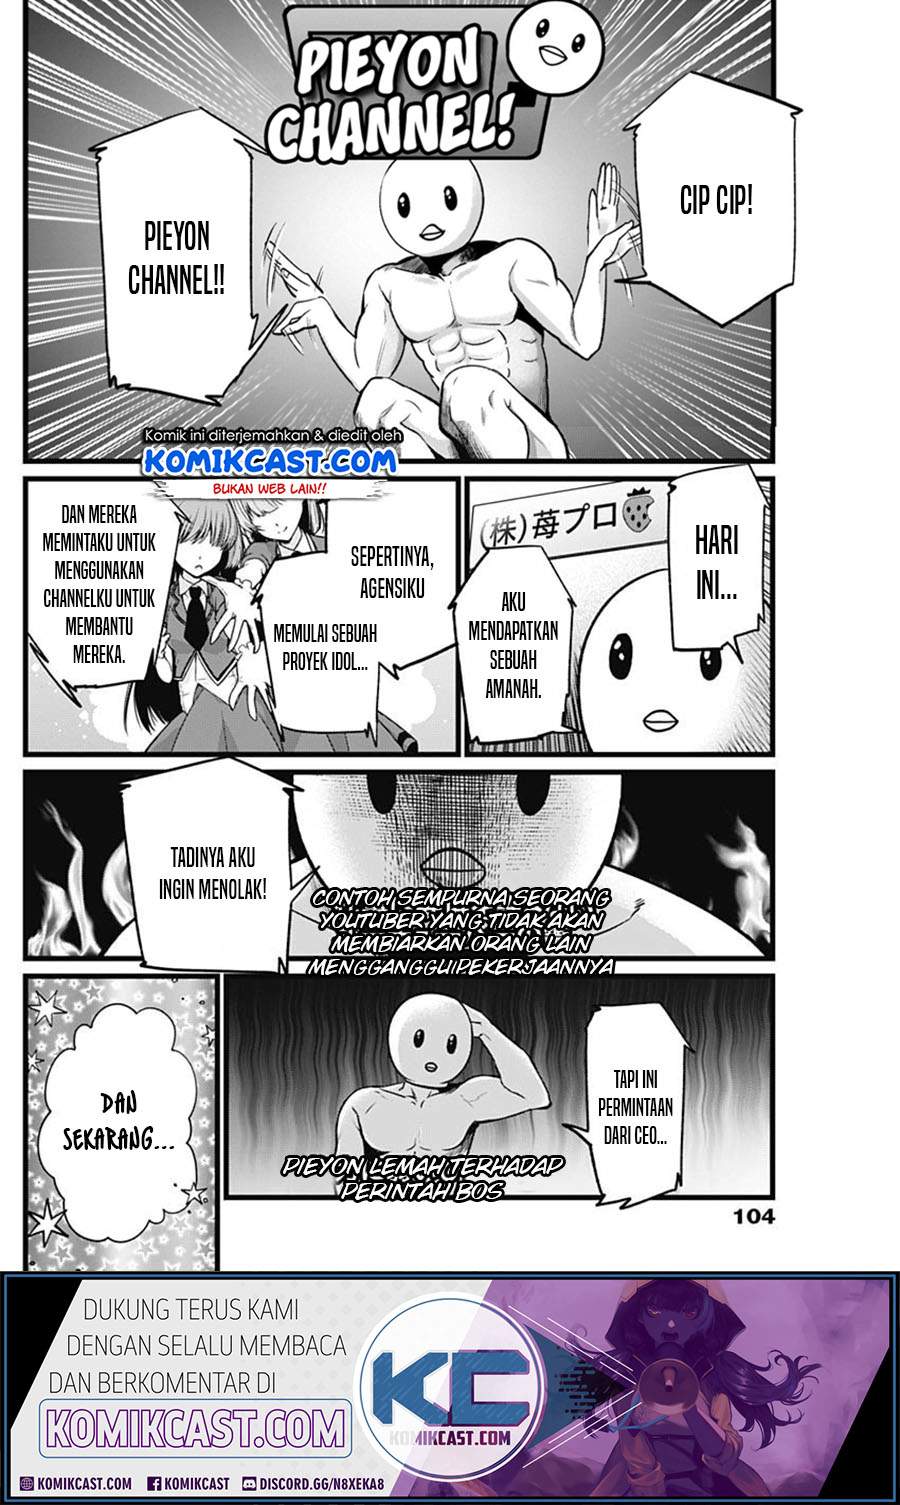 PIEYON
CHANNEL!
CIP CIP!
PIEYON
CHANNEL!!
Komik ini diterjemahkan & diedit oleh
KOMIKCAST.COM
BUKAN WEB LAIN!!
(株)苺プロ
HARI
INI...
AKU
MENDAPATKAN
SEBUAH
AMANAH.
SEPERTINYA,
AGENSIKU
MEMULAI SEBUAH
PROYEK IDOL...
DAN MEREKA
MEMINTAKU UNTUK
MENGGUNAKAN
CHANNELKU UNTUK
MEMBANTU
MEREKA.
TADINYA AKU
INGIN MENOLAK!
CONTOH SEMPURNA SEORANG
YOUTUBER YANG TIDAK AKAN
MEMBIARKAN ORANG LAIN
MENGGANGGU PEKERJAANNYA
TAPI INI
PERMINTAAN
DARI CEO...
PIEYON LEMAH TERHADAP
PERINTAH BOS
DAN
SEKARANG...
104
DUKUNG TERUS KAMI
DENGAN SELALU MEMBACA
DAN BERKOMENTAR DI
KOMIKCAST.COM
KC
KOMIKCAST.COM
KOMIKCAST.COM KOMIKCAST DISCORD.GG/N8XEKA8